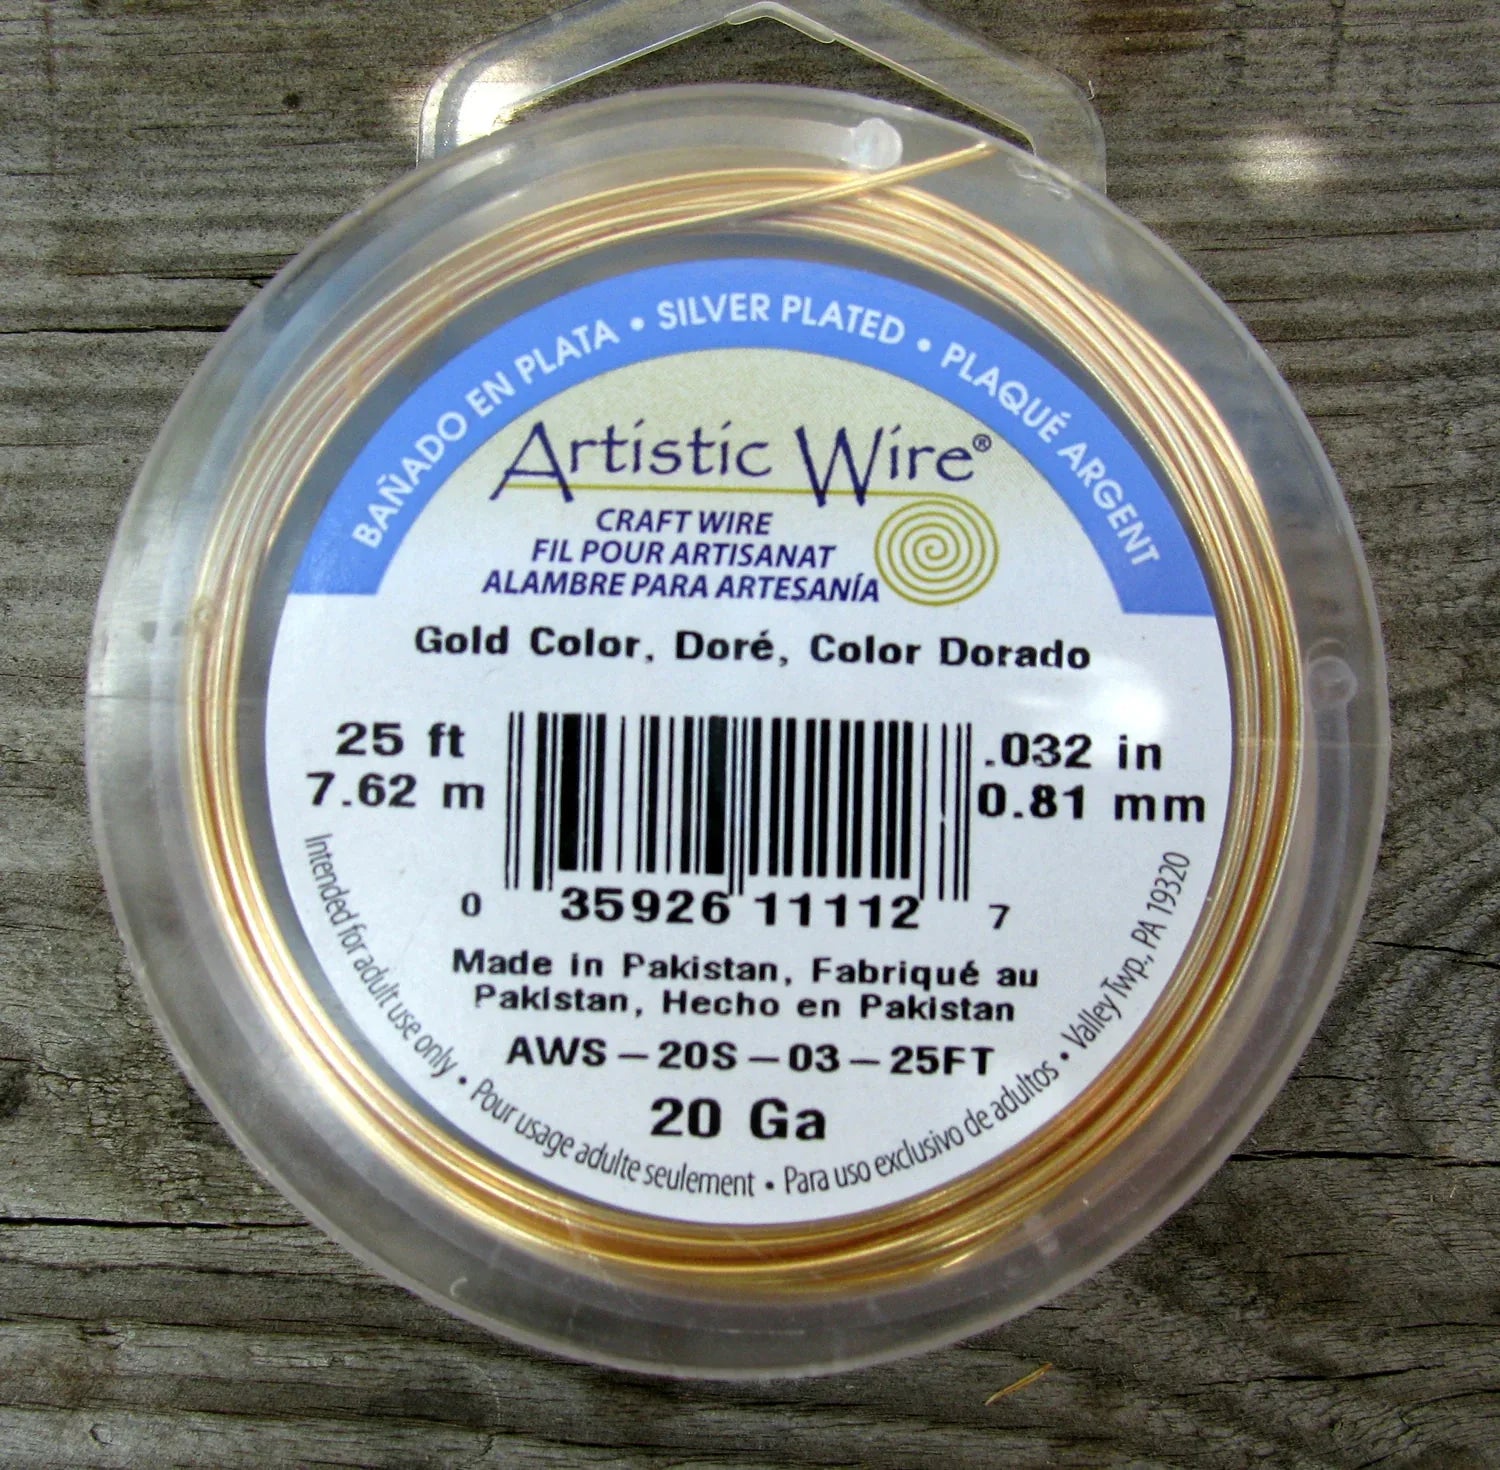 BAÑADO EN PLATA • SILVER PLATED • PLAQUÉ ARGENT
Artistic Wire®
CRAFT WIRE
FIL POUR ARTISANAT
ALAMBRE PARA ARTESANÍA
Gold Color, Doré, Color Dorado
25 ft
7.62 m
.032 in
0.81 mm
0 35926 11112 7
Made in Pakistan, Fabriqué au
Pakistan, Hecho en Pakistan
AWS-20S-03-25FT
20 Ga
Intended for adult use only • Pour usage adulte seulement • Para uso exclusivo de adultos • Valley Twp., PA 19320